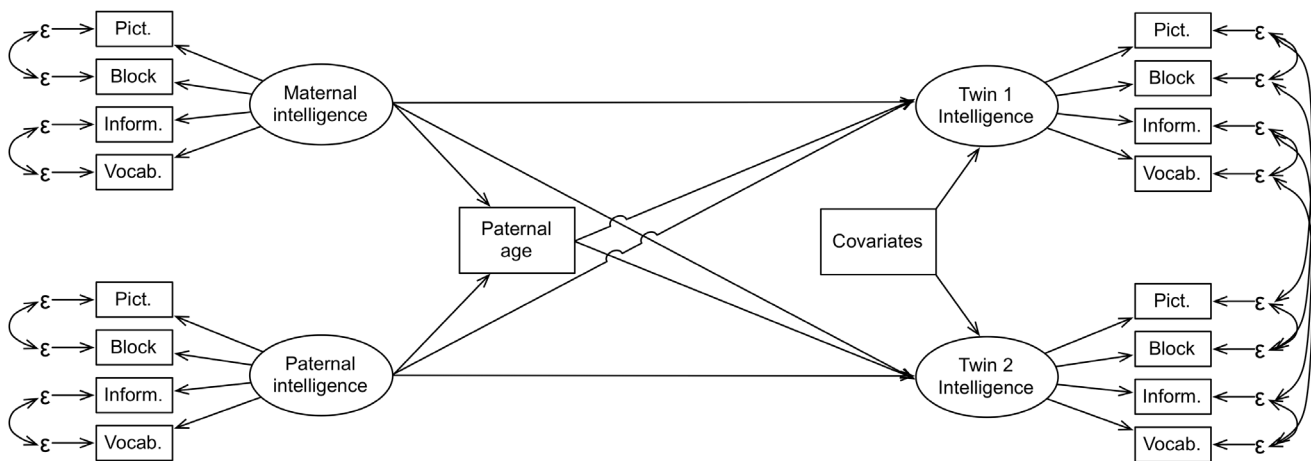 ε Pict.
ε Block
ε Inform.
ε Vocab.
Maternal
intelligence
ε Pict.
ε Block
ε Inform.
ε Vocab.
Paternal
intelligence
Paternal
age
Covariates
Twin 1
Intelligence
Pict. ε
Block ε
Inform. ε
Vocab. ε
Twin 2
Intelligence
Pict. ε
Block ε
Inform. ε
Vocab. ε